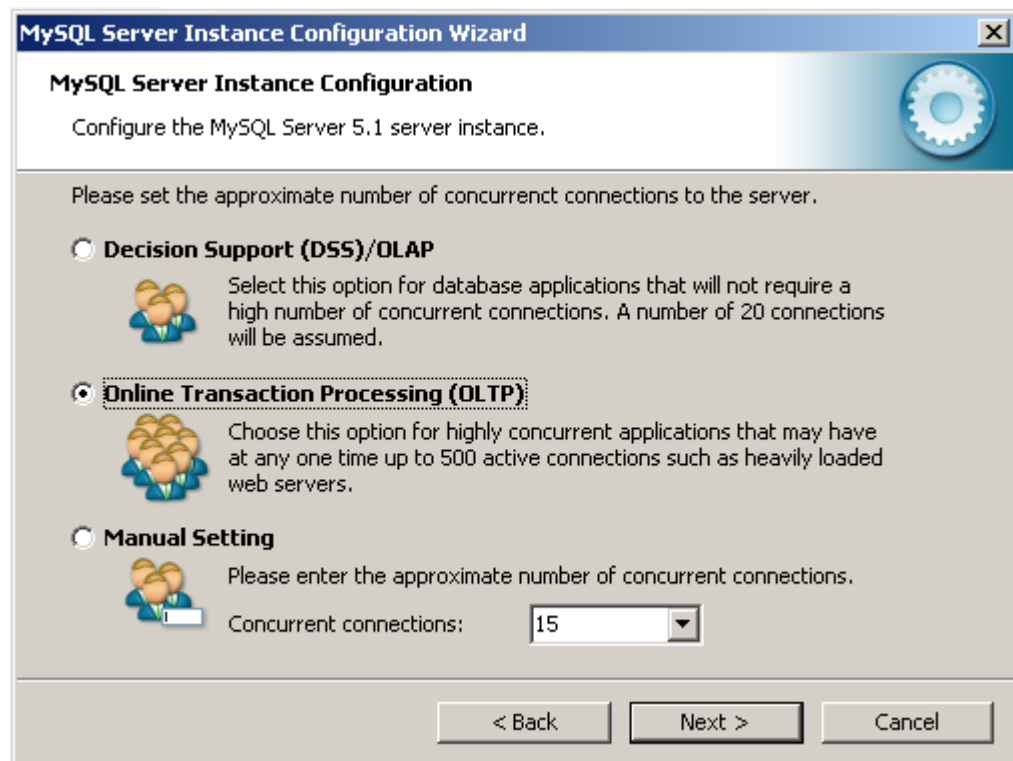 MySQL Server Instance Configuration Wizard
MySQL Server Instance Configuration
Configure the MySQL Server 5.1 server instance.
Please set the approximate number of concurrenct connections to the server.
Decision Support (DSS)/OLAP
Select this option for database applications that will not require a
high number of concurrent connections. A number of 20 connections
will be assumed.
Online Transaction Processing (OLTP)
Choose this option for highly concurrent applications that may have
at any one time up to 500 active connections such as heavily loaded
web servers.
Manual Setting
Please enter the approximate number of concurrent connections.
Concurrent connections: 15
< Back Next > Cancel